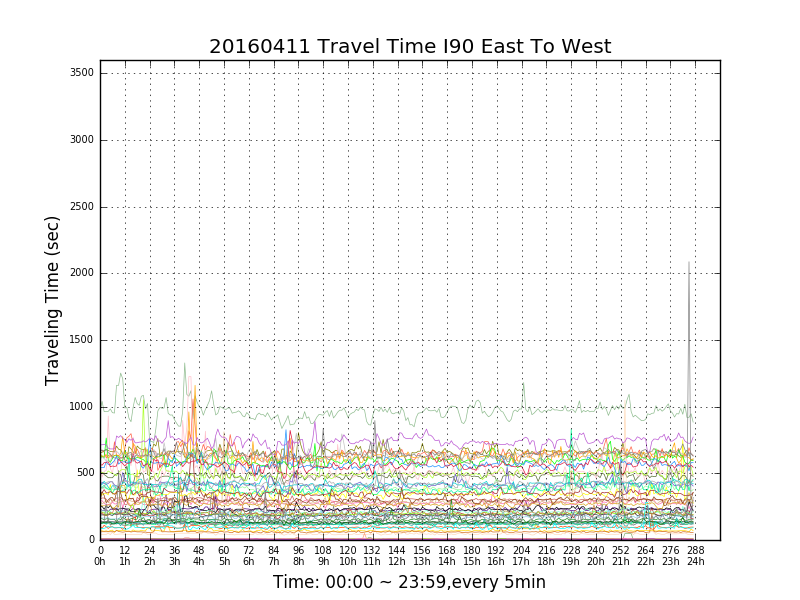 20160411 Travel Time I90 East To West
Traveling Time (sec)
3500
3000
2500
2000
1500
1000
500
0
0 12 24 36 48 60 72 84 96 108 120 132 144 156 168 180 192 204 216 228 240 252 264 276 288
0h 1h 2h 3h 4h 5h 6h 7h 8h 9h 10h 11h 12h 13h 14h 15h 16h 17h 18h 19h 20h 21h 22h 23h 24h
Time: 00:00 ~ 23:59,every 5min